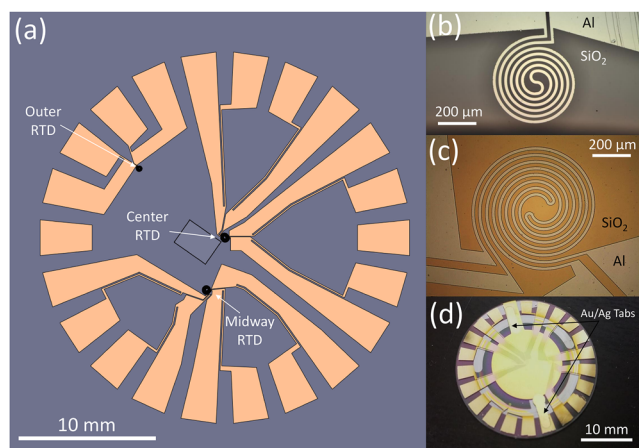 (a)
Outer
RTD
Center
RTD
Midway
RTD
10 mm
(b)
Al
SiO₂
200 µm
(c)
200 µm
SiO₂
Al
(d)
Au/Ag Tabs
10 mm